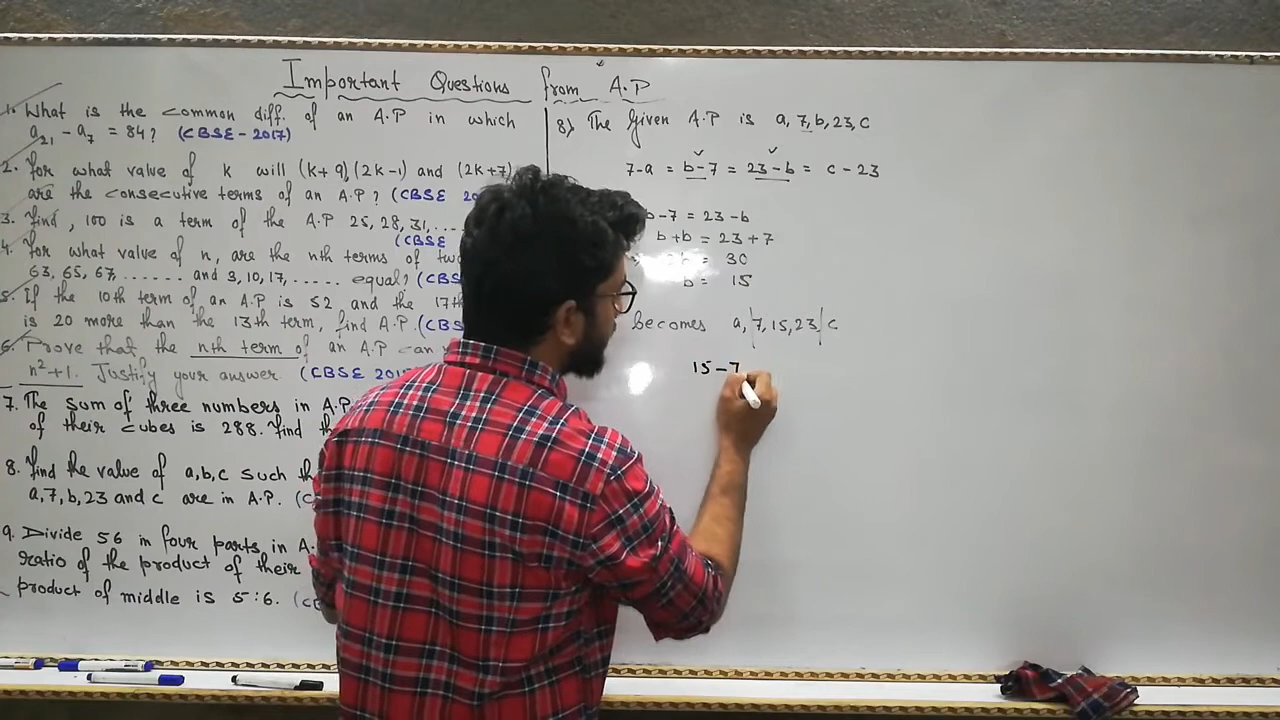 Important Questions from A.P
1. What is the common diff. of an A.P in which
a₂₁ - a₇ = 84? (CBSE-2017)
2. For what value of k will (k+9)(2k-1) and (2k+7)
are the consecutive terms of an A.P? (CBSE 20
3. Find, 100 is a term of the A.P 25, 28, 31,.....
(CBSE
4. For what value of n, are the nth terms of two
63, 65, 67, ...... and 3, 10, 17, ...... equal? (CBS
5. If the 10th term of an A.P is 52 and the 17th
is 20 more than the 13th term, find A.P. (CBS
6. Prove that the nth term of an A.P can
n²+1. Justify your answer. (CBSE 201
7. The sum of three numbers in A.P
of their cubes is 288. Find th
8. Find the value of a,b,c such th
a,7,b,23 and c are in A.P. (C
9. Divide 56 in four parts in A.
ratio of the product of their
product of middle is 5:6. (CB
8) The given A.P is a, 7, b, 23, c
7-a = b-7 = 23-b = c-23
b-7 = 23-b
b+b = 23+7
2b = 30
b = 15
becomes a, 7, 15, 23, c
15-7